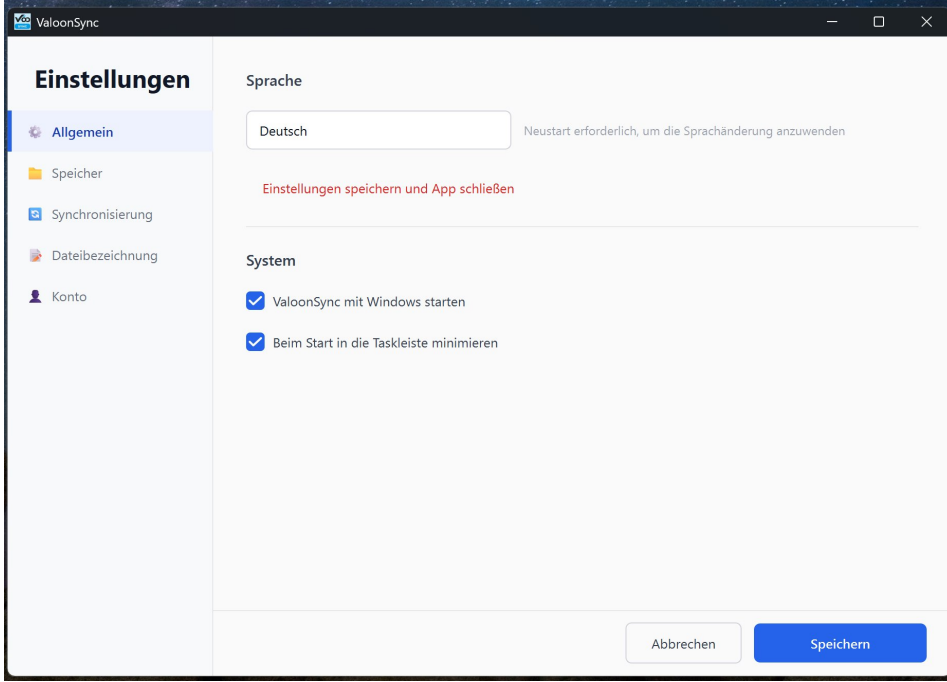 ValoonSync
Einstellungen
Allgemein
Speicher
Synchronisierung
Dateibezeichnung
Konto
Sprache
Deutsch
Neustart erforderlich, um die Sprachänderung anzuwenden
Einstellungen speichern und App schließen
System
ValoonSync mit Windows starten
Beim Start in die Taskleiste minimieren
Abbrechen
Speichern